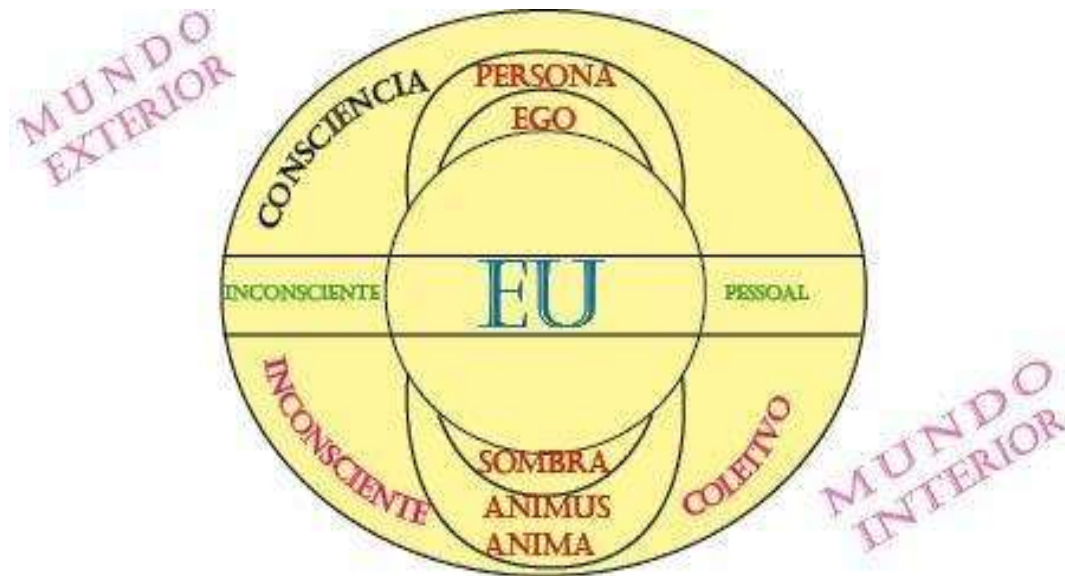 MUNDO
EXTERIOR
CONSCIENCIA
PERSONA
EGO
INCONSCIENTE
EU
PESSOAL
INCONSCIENTE
COLETIVO
SOMBRA
ANIMUS
ANIMA
MUNDO
INTERIOR